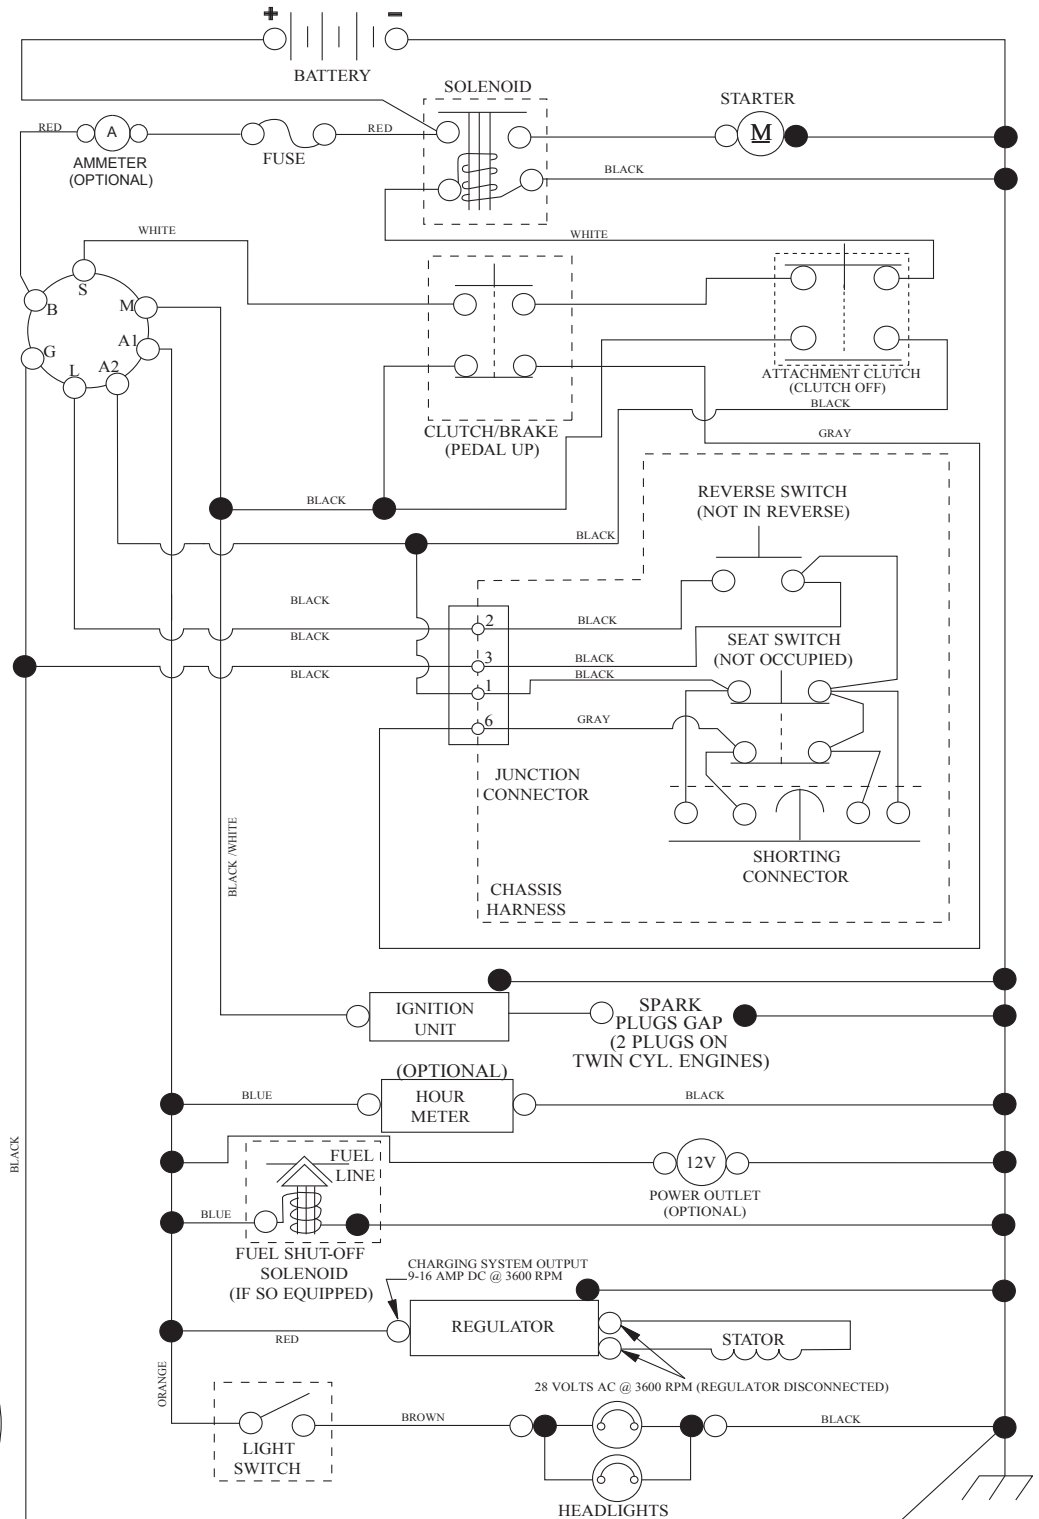 + –
BATTERY
SOLENOID
STARTER
RED
A
RED
M
FUSE
AMMETER
(OPTIONAL)
BLACK
WHITE
WHITE
S
B
M
G
A1
L
A2
ATTACHMENT CLUTCH
(CLUTCH OFF)
BLACK
CLUTCH/BRAKE
(PEDAL UP)
GRAY
REVERSE SWITCH
(NOT IN REVERSE)
BLACK
BLACK
BLACK
2
BLACK
BLACK
SEAT SWITCH
(NOT OCCUPIED)
3
BLACK
BLACK
BLACK
1
6
GRAY
JUNCTION
CONNECTOR
BLACK /WHITE
SHORTING
CONNECTOR
CHASSIS
HARNESS
IGNITION
UNIT
SPARK
PLUGS GAP
(2 PLUGS ON
TWIN CYL. ENGINES)
(OPTIONAL)
HOUR
METER
BLUE
BLACK
BLACK
FUEL
LINE
12V
POWER OUTLET
(OPTIONAL)
BLUE
FUEL SHUT-OFF
SOLENOID
(IF SO EQUIPPED)
CHARGING SYSTEM OUTPUT
9-16 AMP DC @ 3600 RPM
REGULATOR
RED
STATOR
ORANGE
28 VOLTS AC @ 3600 RPM (REGULATOR DISCONNECTED)
BROWN
BLACK
LIGHT
SWITCH
HEADLIGHTS